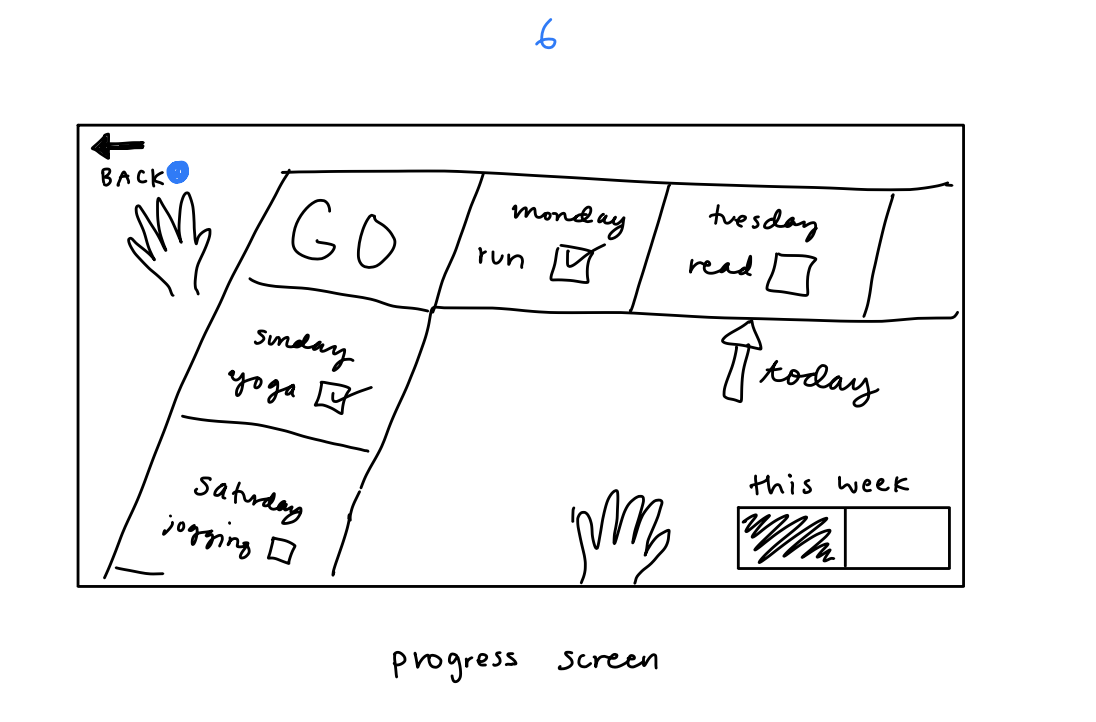 6
BACK
GO
monday
run
tuesday
read
sunday
yoga
today
saturday
jogging
this week
progress screen